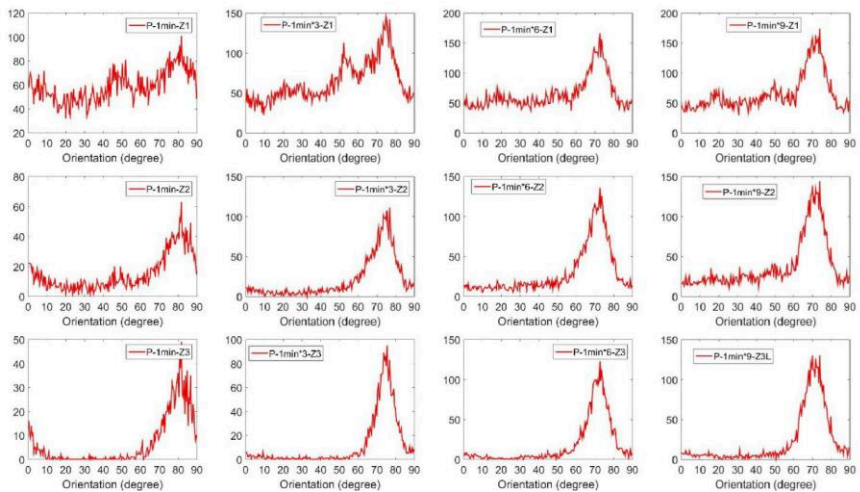 P-1min-Z1
120
100
80
60
40
20
0 10 20 30 40 50 60 70 80 90
Orientation (degree)
P-1min*3-Z1
150
100
50
0
0 10 20 30 40 50 60 70 80 90
Orientation (degree)
P-1min*6-Z1
200
150
100
50
0
0 10 20 30 40 50 60 70 80 90
Orientation (degree)
P-1min*9-Z1
200
150
100
50
0
0 10 20 30 40 50 60 70 80 90
Orientation (degree)
P-1min-Z2
80
60
40
20
0
0 10 20 30 40 50 60 70 80 90
Orientation (degree)
P-1min*3-Z2
150
100
50
0
0 10 20 30 40 50 60 70 80 90
Orientation (degree)
P-1min*6-Z2
150
100
50
0
0 10 20 30 40 50 60 70 80 90
Orientation (degree)
P-1min*9-Z2
150
100
50
0
0 10 20 30 40 50 60 70 80 90
Orientation (degree)
P-1min-Z3
50
40
30
20
10
0
0 10 20 30 40 50 60 70 80 90
Orientation (degree)
P-1min*3-Z3
100
80
60
40
20
0
0 10 20 30 40 50 60 70 80 90
Orientation (degree)
P-1min*6-Z3
150
100
50
0
0 10 20 30 40 50 60 70 80 90
Orientation (degree)
P-1min*9-Z3L
150
100
50
0
0 10 20 30 40 50 60 70 80 90
Orientation (degree)